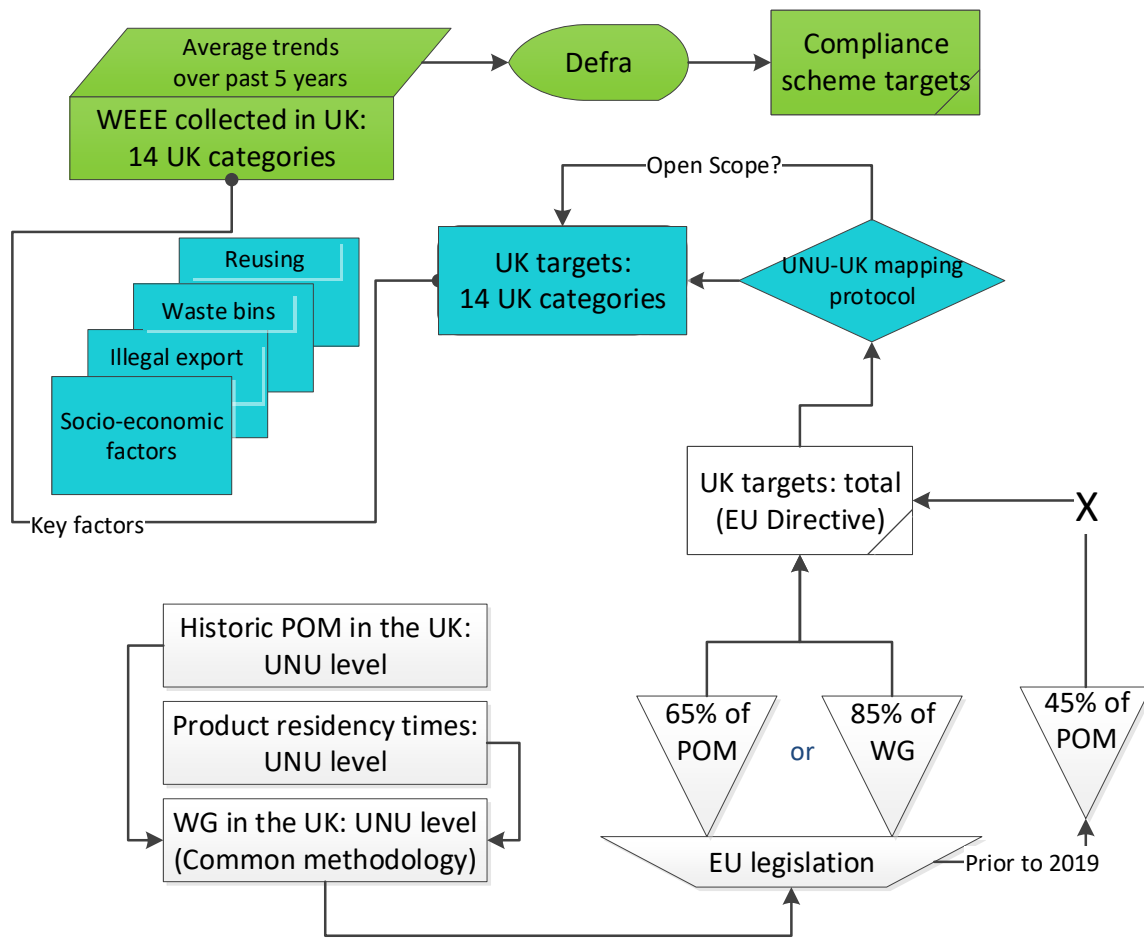 Average trends
over past 5 years
Defra
Compliance
scheme targets
WEEE collected in UK:
14 UK categories
Open Scope?
Reusing
Waste bins
Illegal export
Socio-economic
factors
UK targets:
14 UK categories
UNU-UK mapping
protocol
Key factors
UK targets: total
(EU Directive)
X
Historic POM in the UK:
UNU level
Product residency times:
UNU level
WG in the UK: UNU level
(Common methodology)
65% of
POM
or
85% of
WG
45% of
POM
EU legislation
Prior to 2019